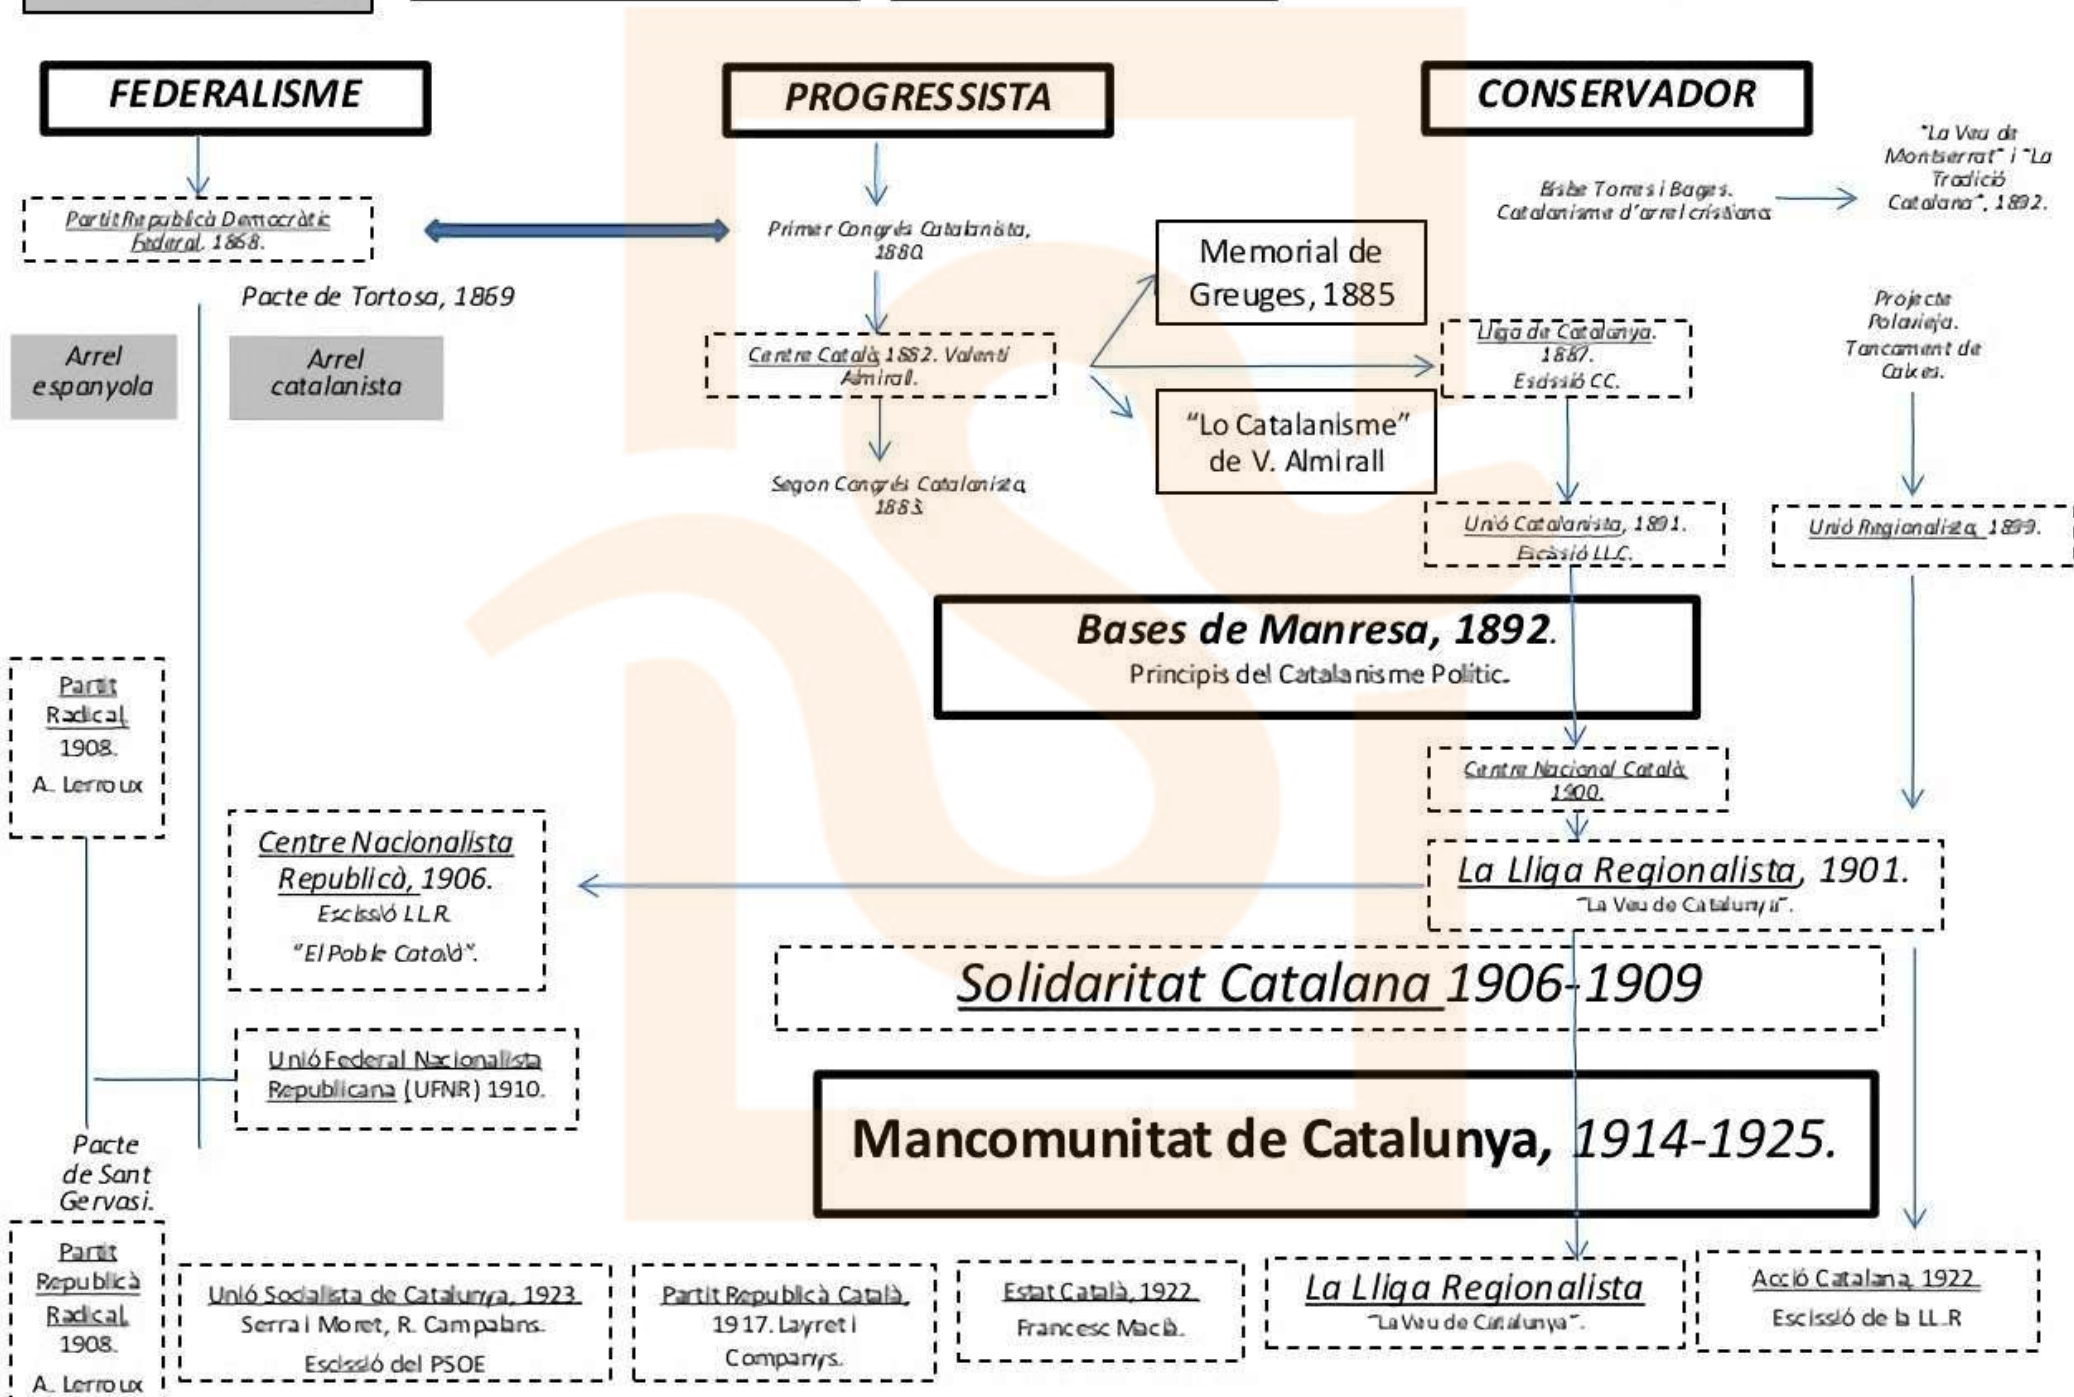 FEDERALISME
PROGRESSISTA
CONSERVADOR
Partit Republicà Democràtic
Federal, 1868.
Pacte de Tortosa, 1869
Arrel
espanyola
Arrel
catalanista
Primer Congrés Catalanista,
1880.
Centre Català, 1882. Valentí
Almirall.
Segon Congrés Catalanista,
1883.
Memorial de
Greuges, 1885
“Lo Catalanisme”
de V. Almirall
Bisbe Torres i Bages.
Catalanisme d’arrel cristiana.
“La Veu de
Montserrat” i “La
Tradició
Catalana”, 1892.
Lliga de Catalunya.
1887.
Escissió CC.
Projecte
Polavieja.
Tancament de
Caixes.
Unió Catalanista, 1891.
Escissió LLC.
Unió Regionalista, 1899.
Bases de Manresa, 1892.
Principis del Catalanisme Polític.
Partit
Radical,
1908.
A. Lerroux
Centre Nacional Català,
1900.
Centre Nacionalista
Republicà, 1906.
Escissió LL.R
“El Poble Català”.
La Lliga Regionalista, 1901.
“La Veu de Catalunya”.
Solidaritat Catalana 1906-1909
Unió Federal Nacionalista
Republicana (UFNR) 1910.
Mancomunitat de Catalunya, 1914-1925.
Pacte
de Sant
Gervasi.
Partit
Republicà
Radical,
1908.
A. Lerroux
Unió Socialista de Catalunya, 1923.
Serra i Moret, R. Campalans.
Escissió del PSOE
Partit Republicà Català,
1917. Layret i
Companys.
Estat Català, 1922.
Francesc Macià.
La Lliga Regionalista
“La Veu de Catalunya”.
Acció Catalana, 1922.
Escissió de la LL.R